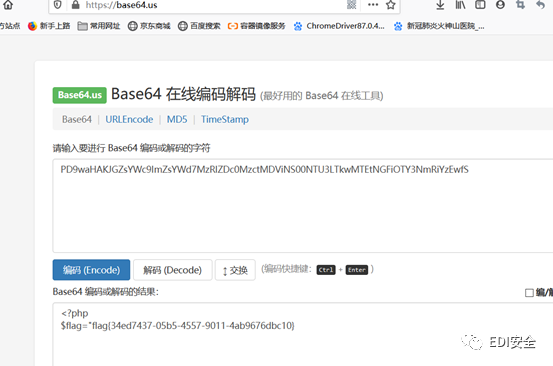 https://base64.us
方站点 新手上路 常用网址 京东商城 百度搜索 容器镜像服务 ChromeDriver87.0.4... 新冠肺炎火神山医院_...
Base64.us Base64 在线编码解码 (最好用的 Base64 在线工具)
Base64 | URLEncode | MD5 | TimeStamp
请输入要进行 Base64 编码或解码的字符
编码 (Encode) 解码 (Decode) ↕ 交换 (编码快捷键: Ctrl + Enter )
Base64 编码或解码的结果: 编/解
<?php
$flag="flag{34ed7437-05b5-4557-9011-4ab9676dbc10}
EDI安全